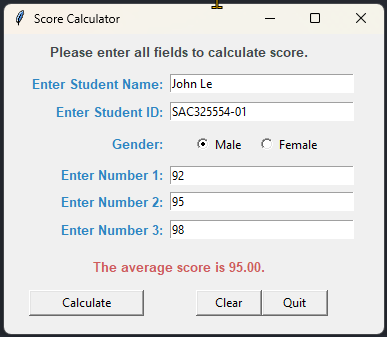 Score Calculator
Please enter all fields to calculate score.
Enter Student Name: John Le
Enter Student ID: SAC325554-01
Gender: Male Female
Enter Number 1: 92
Enter Number 2: 95
Enter Number 3: 98
The average score is 95.00.
Calculate Clear Quit